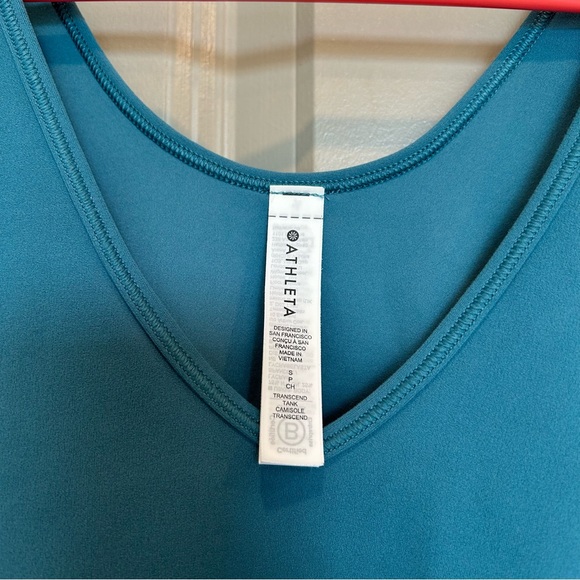 ATHLETA
DESIGNED IN
SAN FRANCISCO
CONÇU À SAN
FRANCISCO
MADE IN
VIETNAM
S
P
CH
TRANSCEND
TANK
CAMISOLE
TRANSCEND